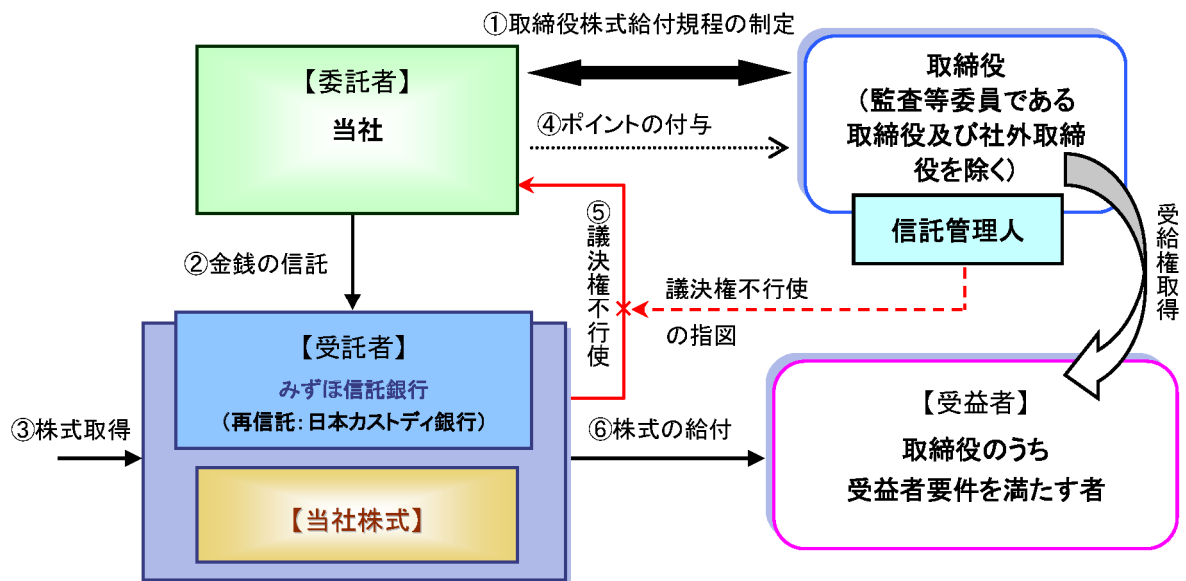 ①取締役株式給付規程の制定
【委託者】
当社
取締役
(監査等委員である
取締役及び社外取締
役を除く)
④ポイントの付与
信託管理人
受給権取得
②金銭の信託
⑤議決権不行使
議決権不行使
の指図
【受託者】
みずほ信託銀行
(再信託：日本カストディ銀行)
③株式取得
【当社株式】
⑥株式の給付
【受益者】
取締役のうち
受益者要件を満たす者